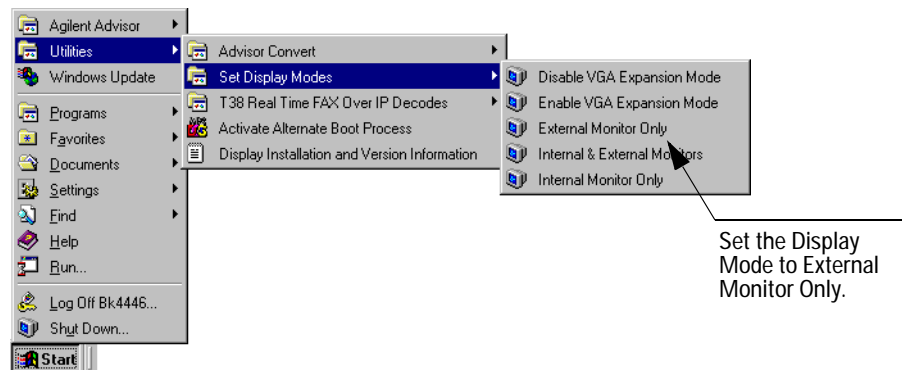 Agilent Advisor
Utilities
Windows Update
Programs
Favorites
Documents
Settings
Find
Help
Run...
Log Off Bk4446...
Shut Down...
Start
Advisor Convert
Set Display Modes
T38 Real Time FAX Over IP Decodes
Activate Alternate Boot Process
Display Installation and Version Information
Disable VGA Expansion Mode
Enable VGA Expansion Mode
External Monitor Only
Internal & External Monitors
Internal Monitor Only
Set the Display
Mode to External
Monitor Only.